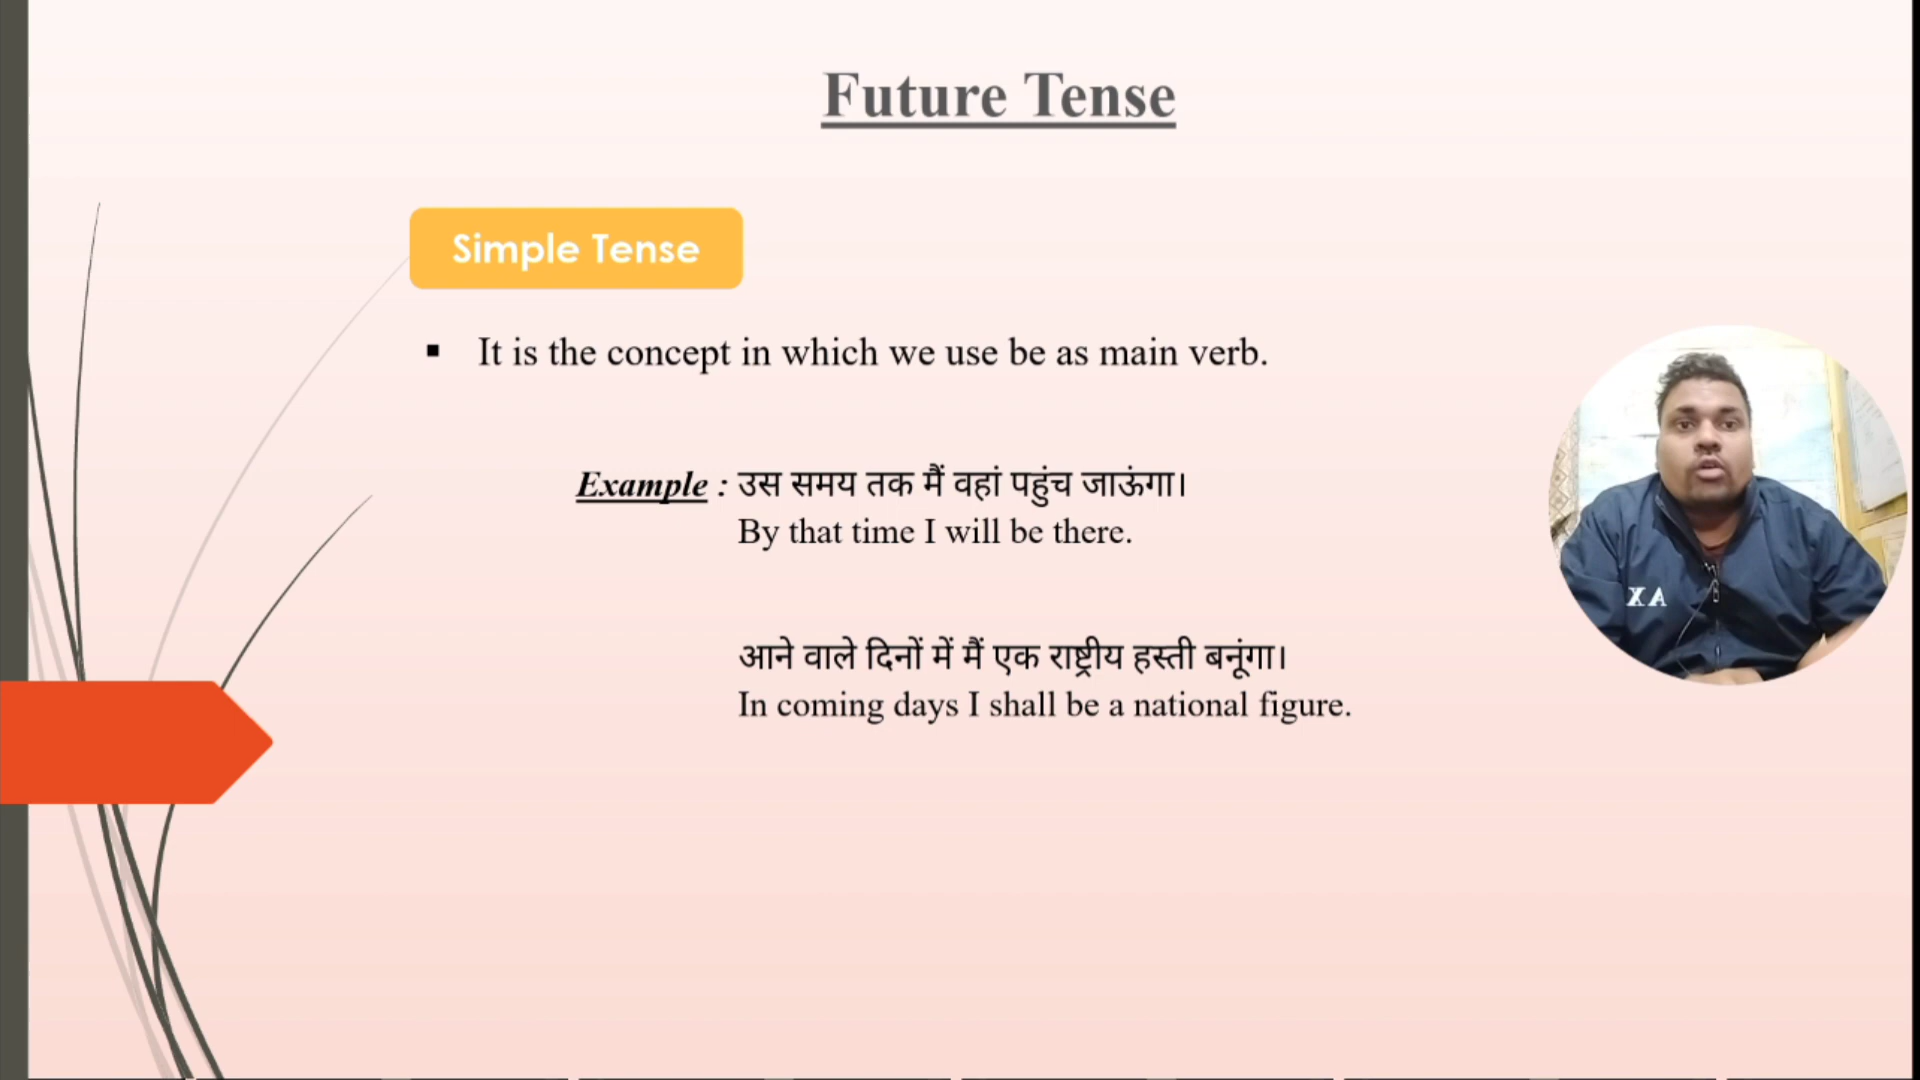 Future Tense
Simple Tense
▪ It is the concept in which we use be as main verb.
Example : उस समय तक मैं वहां पहुंच जाऊंगा।
By that time I will be there.
आने वाले दिनों में मैं एक राष्ट्रीय हस्ती बनूंगा।
In coming days I shall be a national figure.
X A